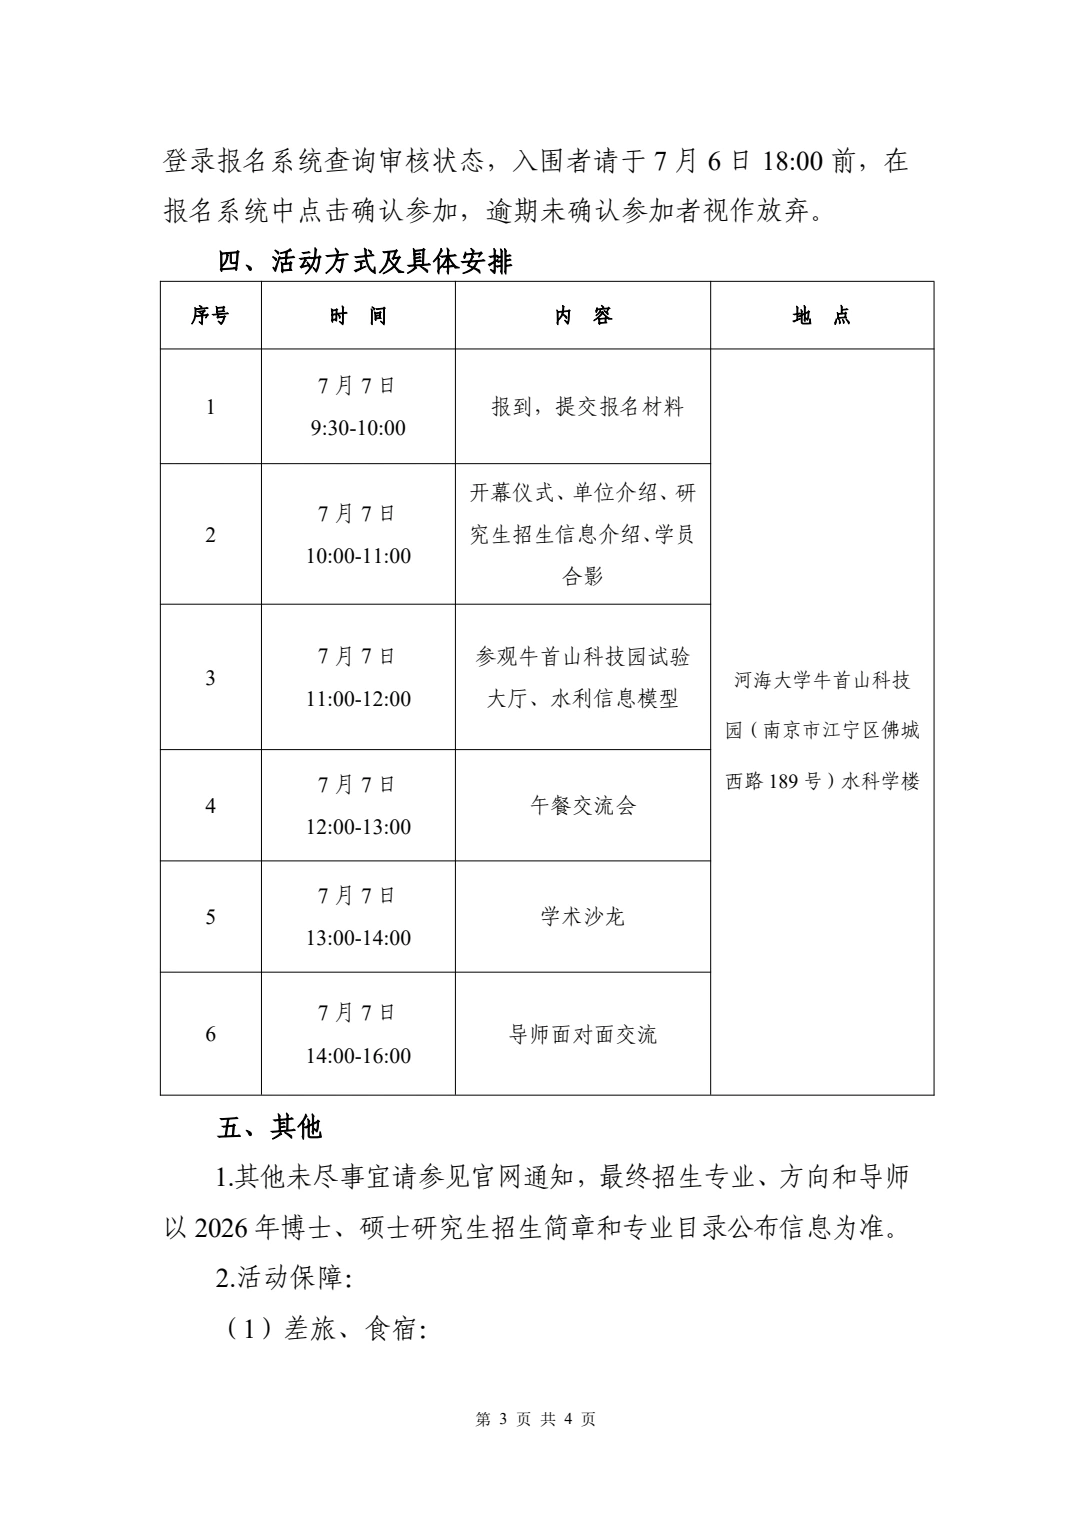 登录报名系统查询审核状态，入围者请于 7 月 6 日 18:00 前，在
报名系统中点击确认参加，逾期未确认参加者视作放弃。
四、活动方式及具体安排
序号 时 间 内 容 地 点
1
7 月 7 日
9:30-10:00
报到，提交报名材料
2
7 月 7 日
10:00-11:00
开幕仪式、单位介绍、研
究生招生信息介绍、学员
合影
3
7 月 7 日
11:00-12:00
参观牛首山科技园试验
大厅、水利信息模型
4
7 月 7 日
12:00-13:00
午餐交流会
5
7 月 7 日
13:00-14:00
学术沙龙
6
7 月 7 日
14:00-16:00
导师面对面交流
河海大学牛首山科技
园（南京市江宁区佛城
西路 189 号）水科学楼
五、其他
1.其他未尽事宜请参见官网通知，最终招生专业、方向和导师
以 2026 年博士、硕士研究生招生简章和专业目录公布信息为准。
2.活动保障：
（1）差旅、食宿：
第 3 页 共 4 页